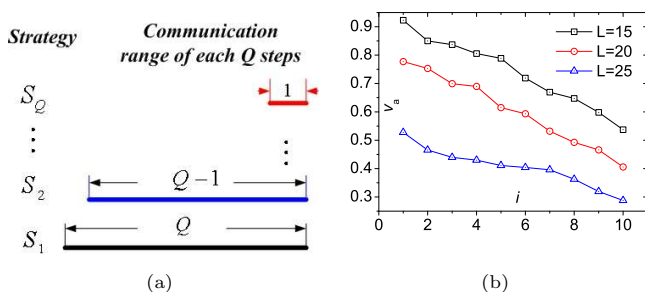 Strategy
Communication
range of each Q steps
S_Q
1
S_2
Q-1
S_1
Q
(a)
0.9
0.8
0.7
0.6
0.5
0.4
0.3
v_a
L=15
L=20
L=25
i
0 2 4 6 8 10
(b)